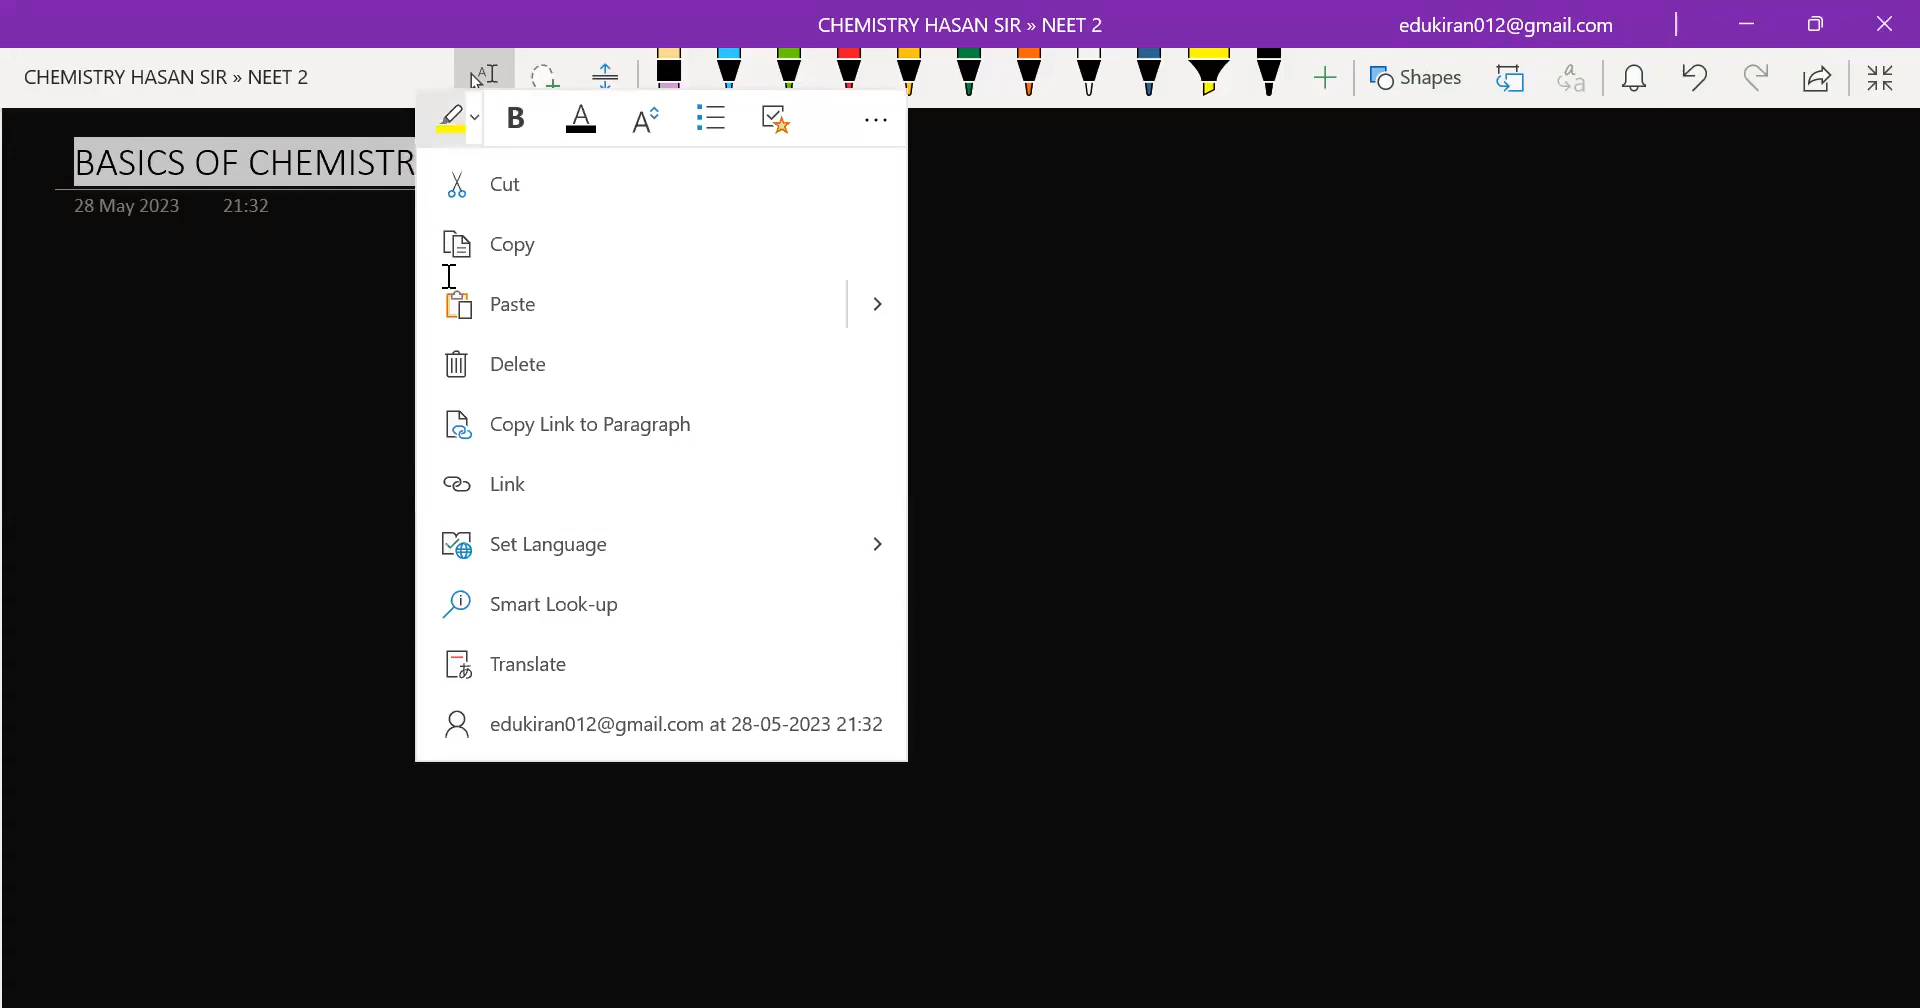 CHEMISTRY HASAN SIR » NEET 2
edukiran012@gmail.com
CHEMISTRY HASAN SIR » NEET 2
Shapes
BASICS OF CHEMISTR
28 May 2023 21:32
Cut
Copy
Paste
Delete
Copy Link to Paragraph
Link
Set Language
Smart Look-up
Translate
edukiran012@gmail.com at 28-05-2023 21:32